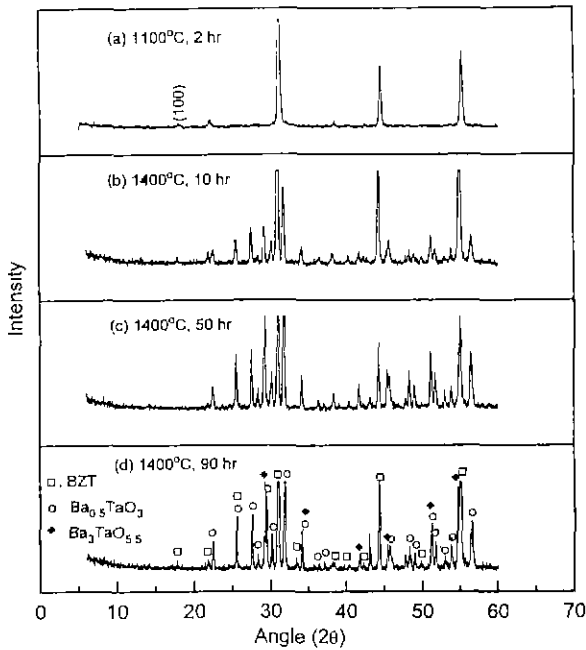 (a) 1100°C, 2 hr
(100)
(b) 1400°C, 10 hr
Intensity
(c) 1400°C, 50 hr
(d) 1400°C, 90 hr
□, BZT
○ Ba0.5TaO3
◆ Ba3TaO5.5
0 10 20 30 40 50 60 70
Angle (2θ)